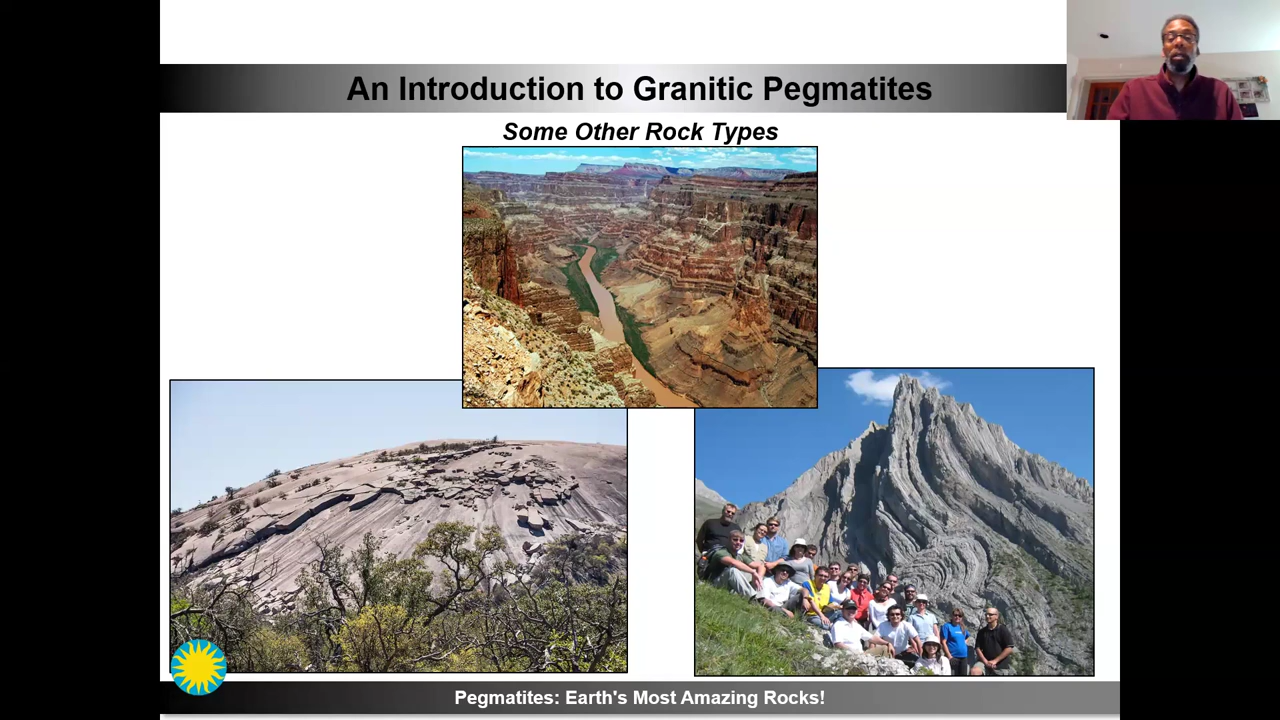 An Introduction to Granitic Pegmatites
Some Other Rock Types
Pegmatites: Earth's Most Amazing Rocks!